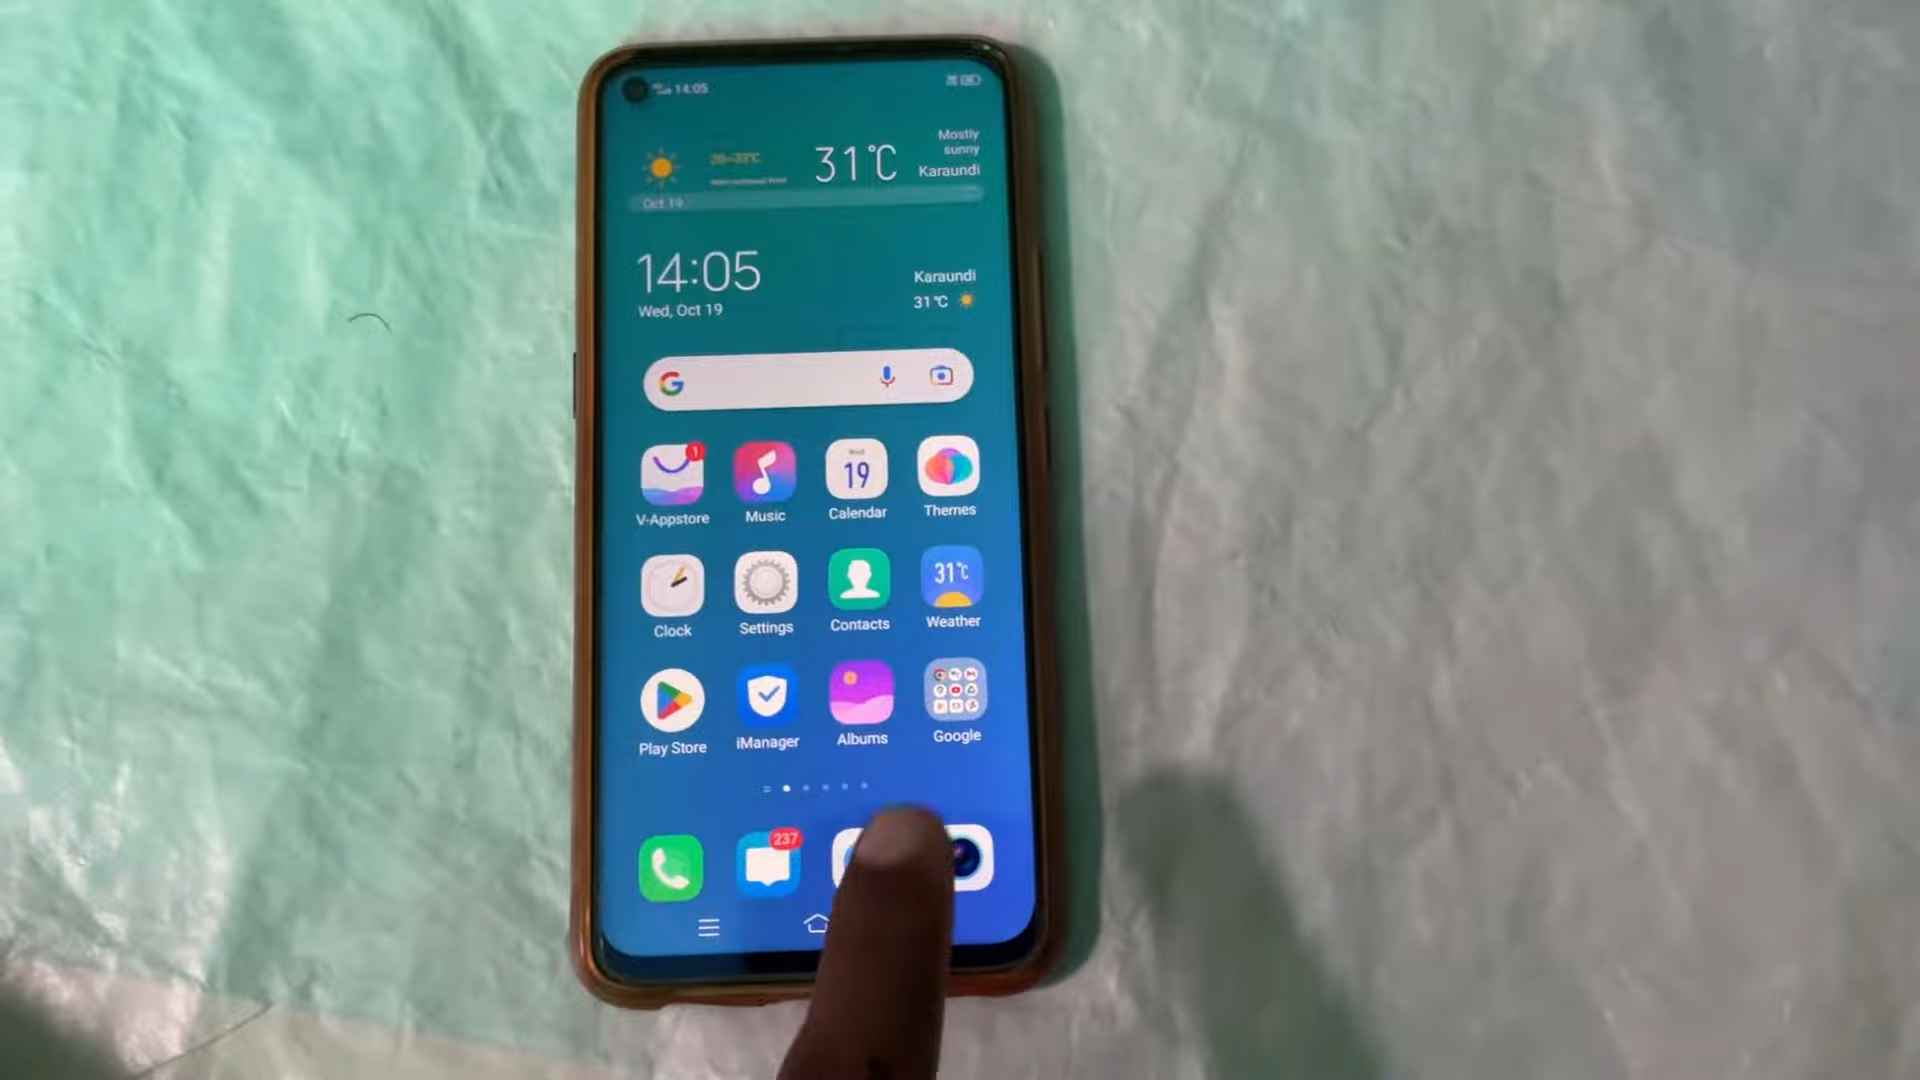 14:05
Mostly
sunny
31℃
Karaundi
Oct 19
14:05
Wed, Oct 19
Karaundi
31℃
1
Wed
19
V-Appstore
Music
Calendar
Themes
31℃
Clock
Settings
Contacts
Weather
Play Store
iManager
Albums
Google
237